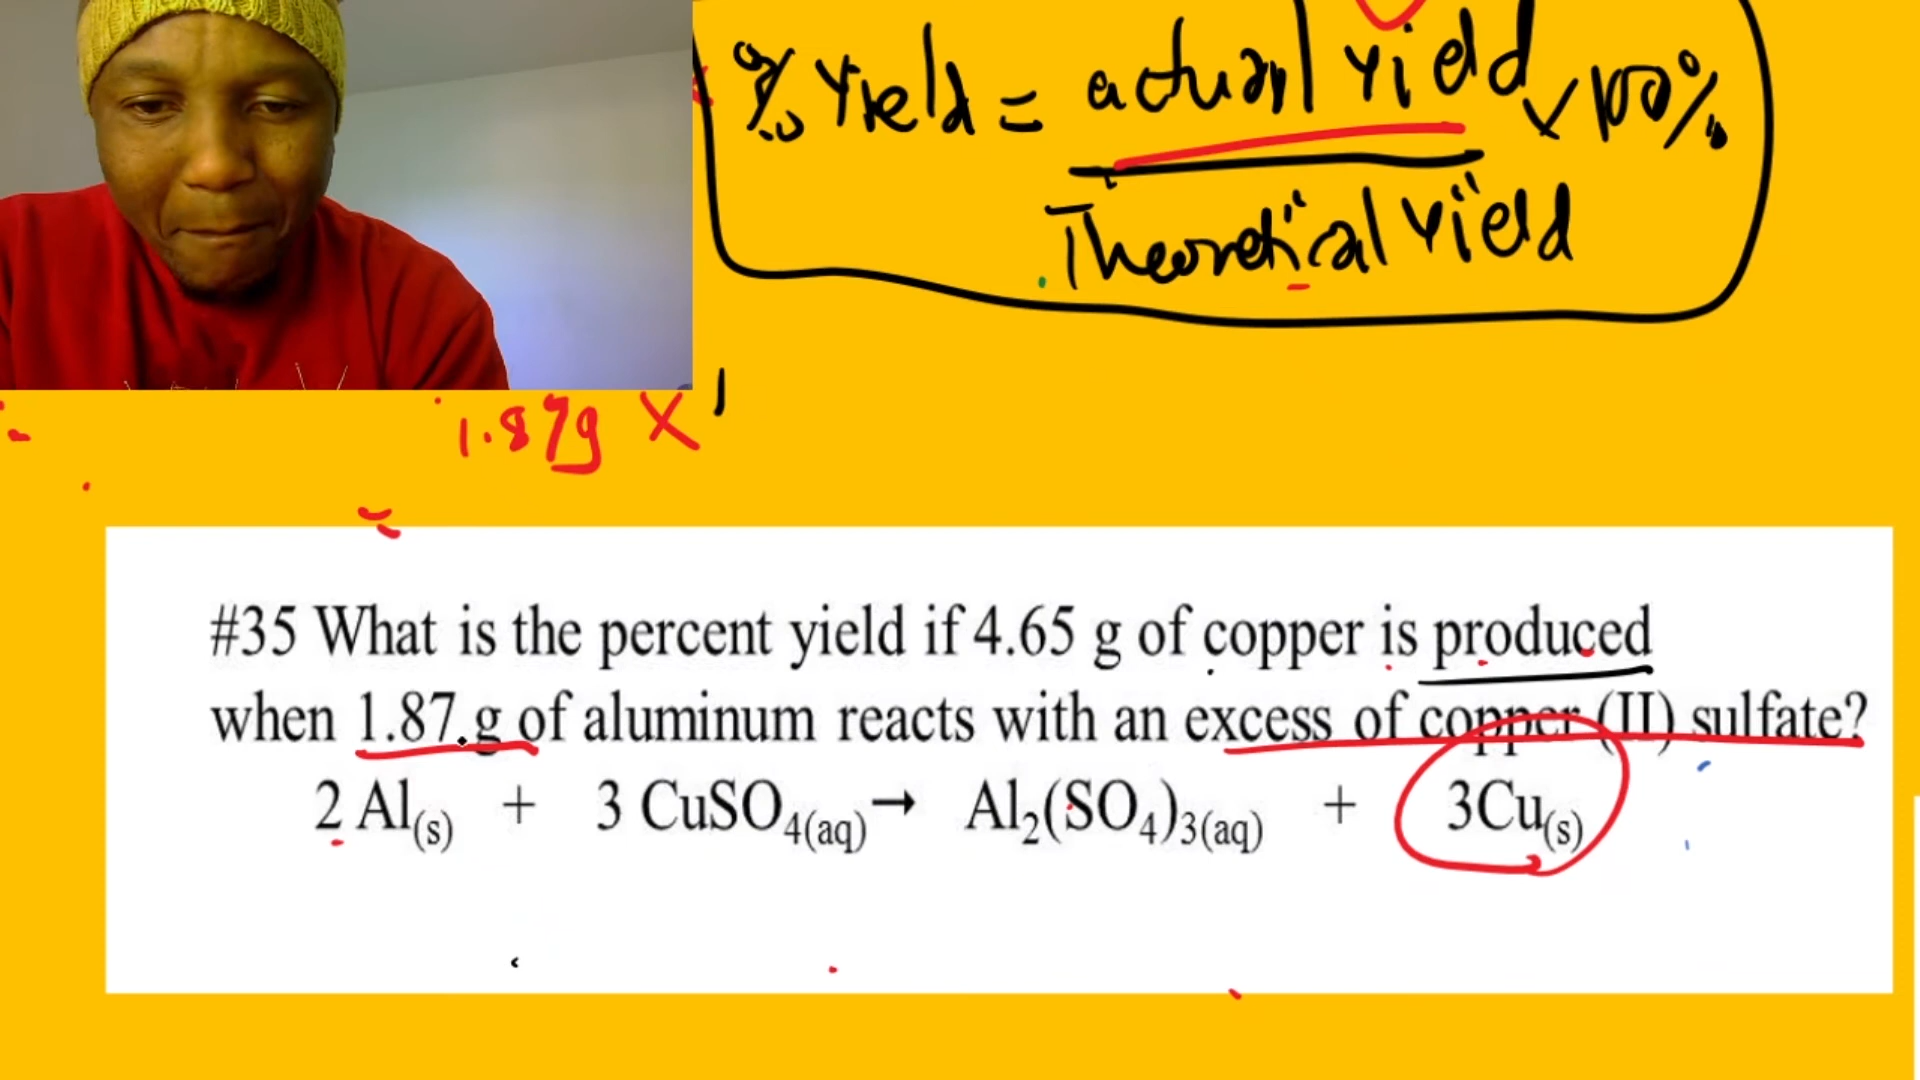 % Yield = actual yield × 100%
Theoretical yield
1.87g ×
#35 What is the percent yield if 4.65 g of copper is produced
when 1.87 g of aluminum reacts with an excess of copper (II) sulfate?
2 Al(s) + 3 CuSO4(aq) → Al2(SO4)3(aq) + 3Cu(s)